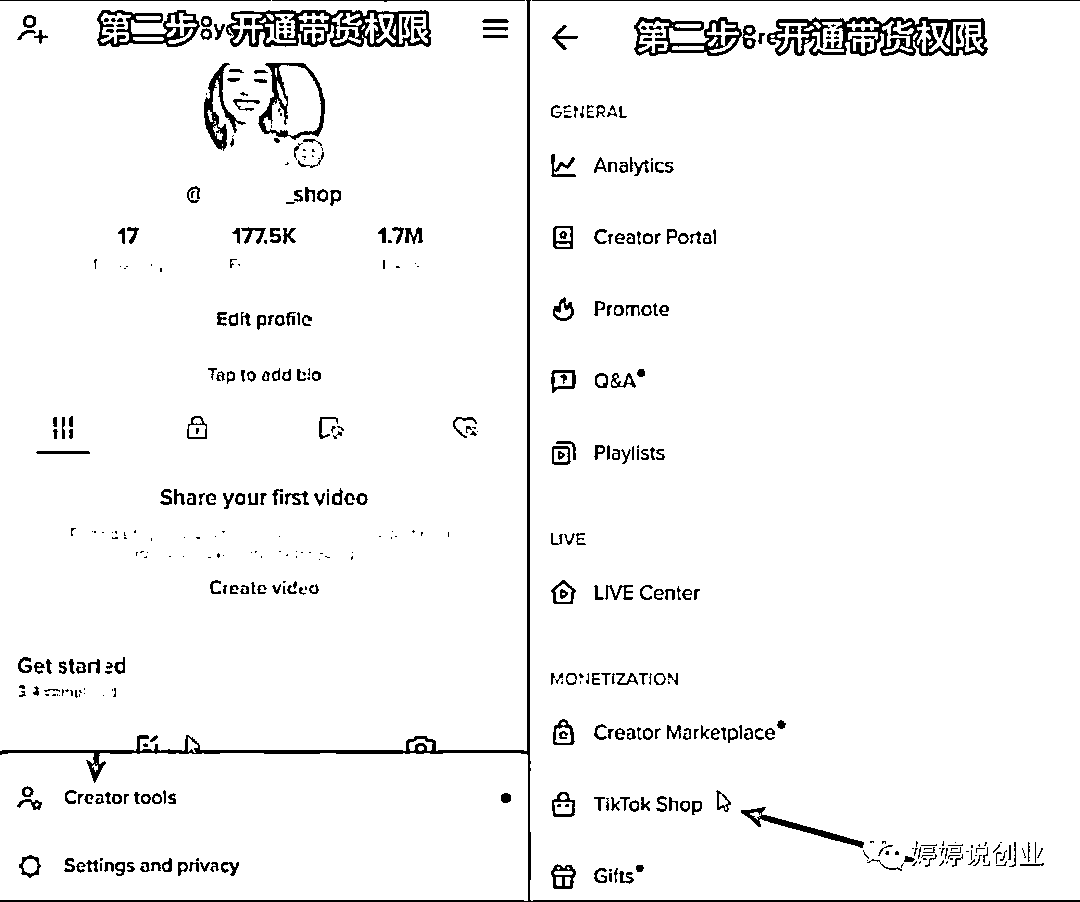 第二步：开通带货权限
@ _shop
17 177.5K 1.7M
Edit profile
Tap to add bio
Share your first video
Create video
Get started
Creator tools
Settings and privacy
第二步：开通带货权限
GENERAL
Analytics
Creator Portal
Promote
Q&A
Playlists
LIVE
LIVE Center
MONETIZATION
Creator Marketplace
TikTok Shop
Gifts
婷婷说创业